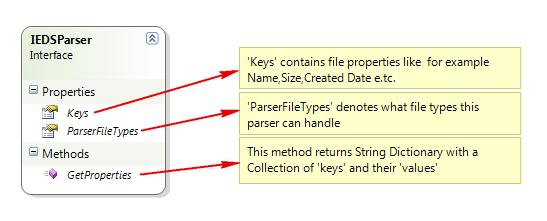 IEDSParser
Interface
Properties
Keys
ParserFileTypes
Methods
GetProperties
'Keys' contains file properties like  for example
Name,Size,Created Date e.tc.
'ParserFileTypes' denotes what file types this
parser can handle
This method returns String Dictionary with a
Collection of 'keys' and their 'values'